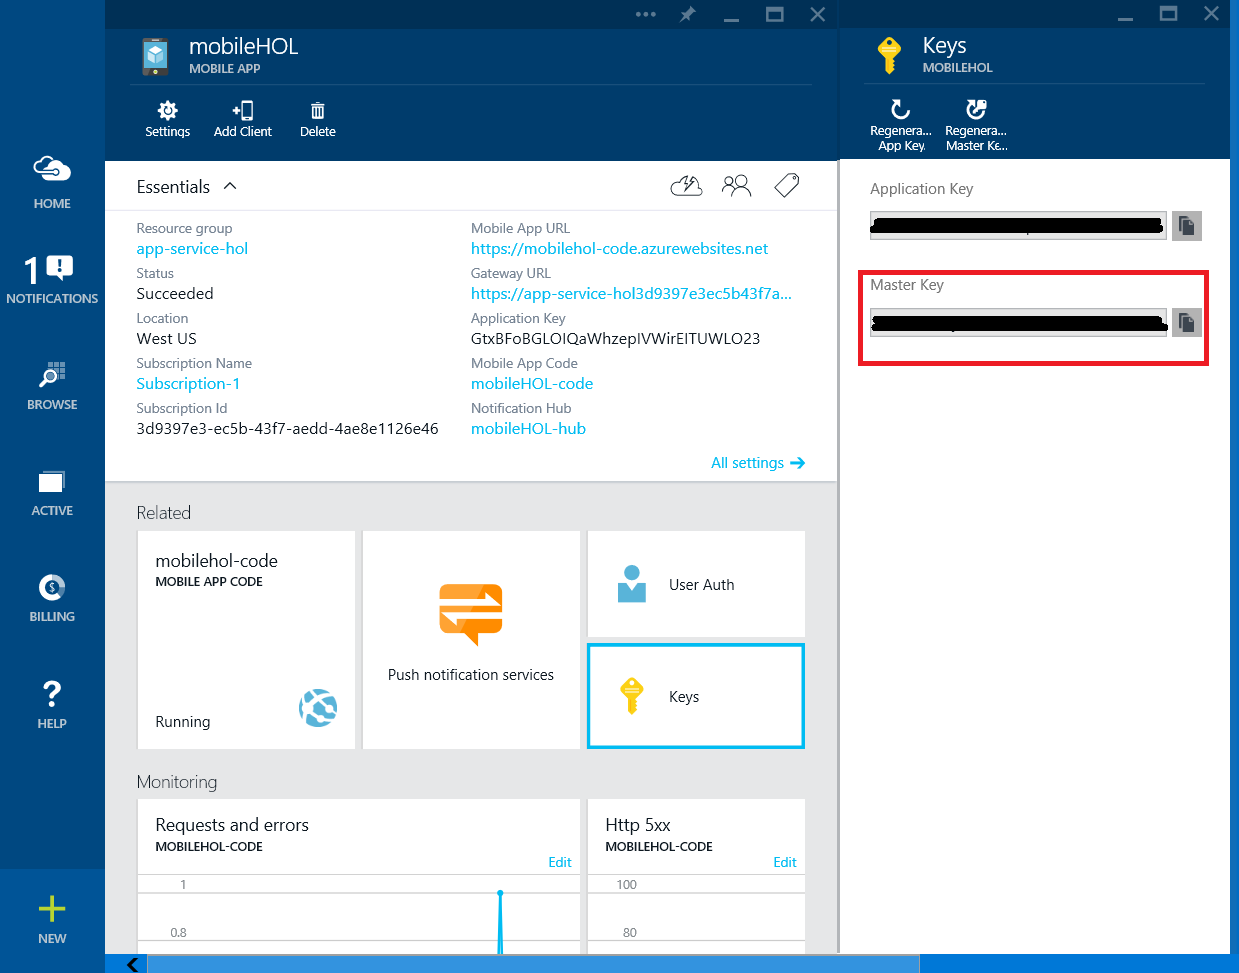 HOME
1
NOTIFICATIONS
BROWSE
ACTIVE
BILLING
HELP
NEW
mobileHOL
MOBILE APP
Settings
Add Client
Delete
Essentials
Resource group
app-service-hol
Status
Succeeded
Location
West US
Subscription Name
Subscription-1
Subscription Id
3d9397e3-ec5b-43f7-aedd-4ae8e1126e46
Mobile App URL
https://mobilehol-code.azurewebsites.net
Gateway URL
https://app-service-hol3d9397e3ec5b43f7a...
Application Key
Mobile App Code
mobileHOL-code
Notification Hub
mobileHOL-hub
All settings
Related
mobilehol-code
MOBILE APP CODE
Running
Push notification services
User Auth
Keys
Monitoring
Requests and errors
MOBILEHOL-CODE
Edit
1
0.8
Http 5xx
MOBILEHOL-CODE
Edit
100
80
Keys
MOBILEHOL
Regenera...
App Key.
Regenera...
Master Ke...
Application Key
Master Key